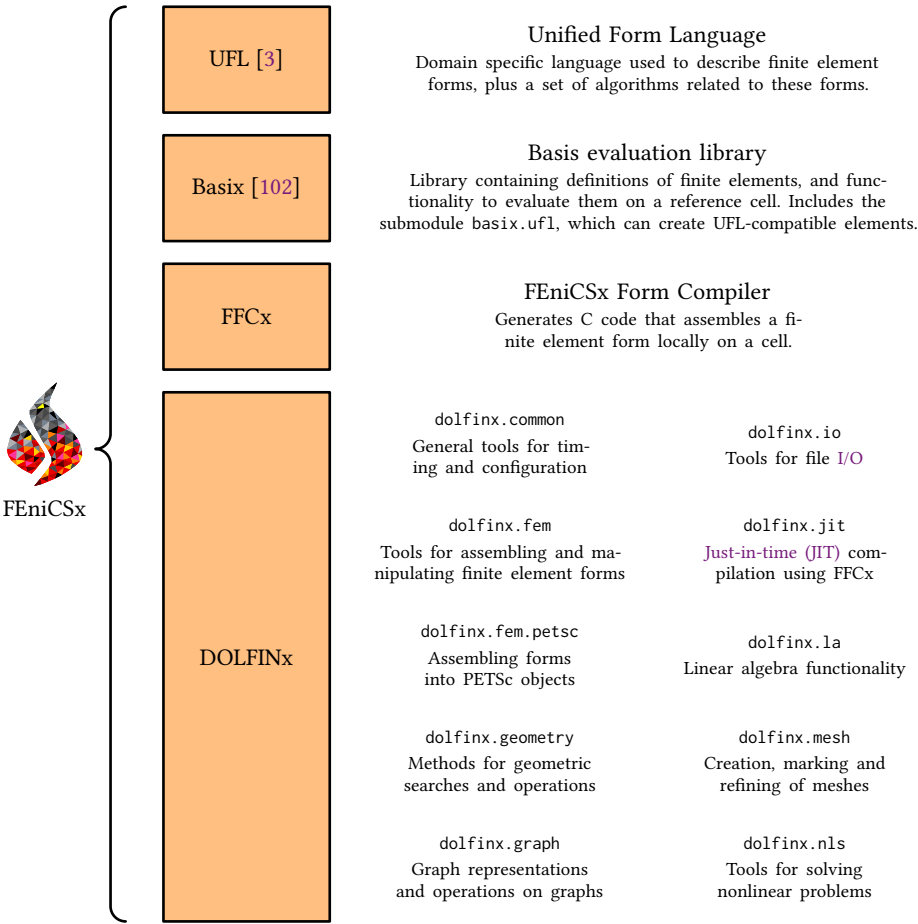 UFL [3]
Unified Form Language
Domain specific language used to describe finite element
forms, plus a set of algorithms related to these forms.
Basix [102]
Basis evaluation library
Library containing definitions of finite elements, and func-
tionality to evaluate them on a reference cell. Includes the
submodule basix.ufl, which can create UFL-compatible elements.
FFCx
FEniCSx Form Compiler
Generates C code that assembles a fi-
nite element form locally on a cell.
FEniCSx
DOLFINx
dolfinx.common
General tools for tim-
ing and configuration
dolfinx.io
Tools for file I/O
dolfinx.fem
Tools for assembling and ma-
nipulating finite element forms
dolfinx.jit
Just-in-time (JIT) com-
pilation using FFCx
dolfinx.fem.petsc
Assembling forms
into PETSc objects
dolfinx.la
Linear algebra functionality
dolfinx.geometry
Methods for geometric
searches and operations
dolfinx.mesh
Creation, marking and
refining of meshes
dolfinx.graph
Graph representations
and operations on graphs
dolfinx.nls
Tools for solving
nonlinear problems